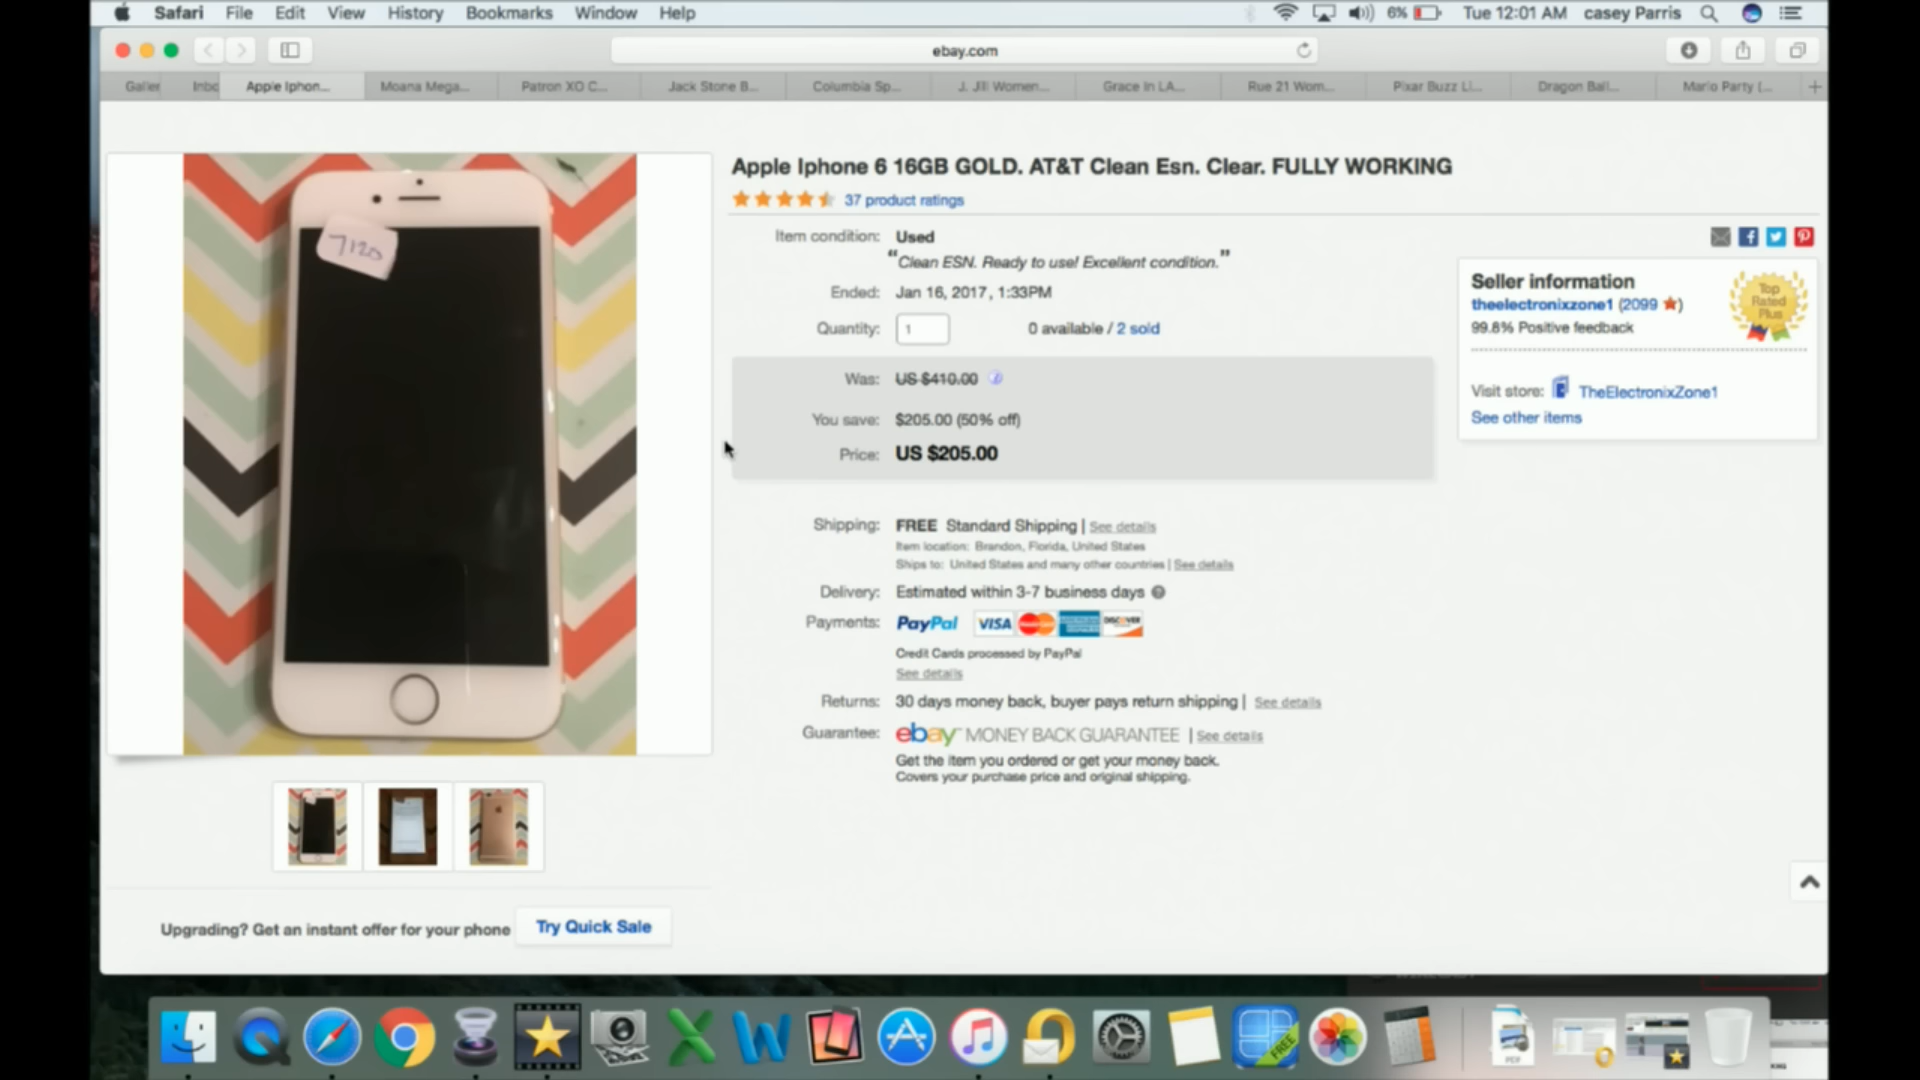 Safari File Edit View History Bookmarks Window Help 6% Tue 12:01 AM casey Parris
ebay.com
Galler Inbo Apple Iphon... Moana Mega... Patron XO C... Jack Stone B... Columbia Sp... J. Jill Women... Grace In LA... Rue 21 Wom... Pixar Buzz Li... Dragon Ball... Mario Party (...
Apple Iphone 6 16GB GOLD. AT&T Clean Esn. Clear. FULLY WORKING
37 product ratings
7120
Item condition: Used
“Clean ESN. Ready to use! Excellent condition.”
Ended: Jan 16, 2017 , 1:33PM
Quantity: 1 0 available / 2 sold
Was: US $410.00
You save: $205.00 (50% off)
Price: US $205.00
Seller information
theelectronixzone1 (2099 )
99.8% Positive feedback
Top
Rated
Plus
Visit store: TheElectronixZone1
See other items
Shipping: FREE Standard Shipping | See details
Item location: Brandon, Florida, United States
Ships to: United States and many other countries | See details
Delivery: Estimated within 3-7 business days
Payments: PayPal VISA MasterCard DISCOVER
Credit Cards processed by PayPal
See details
Returns: 30 days money back, buyer pays return shipping | See details
Guarantee: ebay MONEY BACK GUARANTEE | See details
Get the item you ordered or get your money back.
Covers your purchase price and original shipping.
Upgrading? Get an instant offer for your phone Try Quick Sale
FREE
PDF